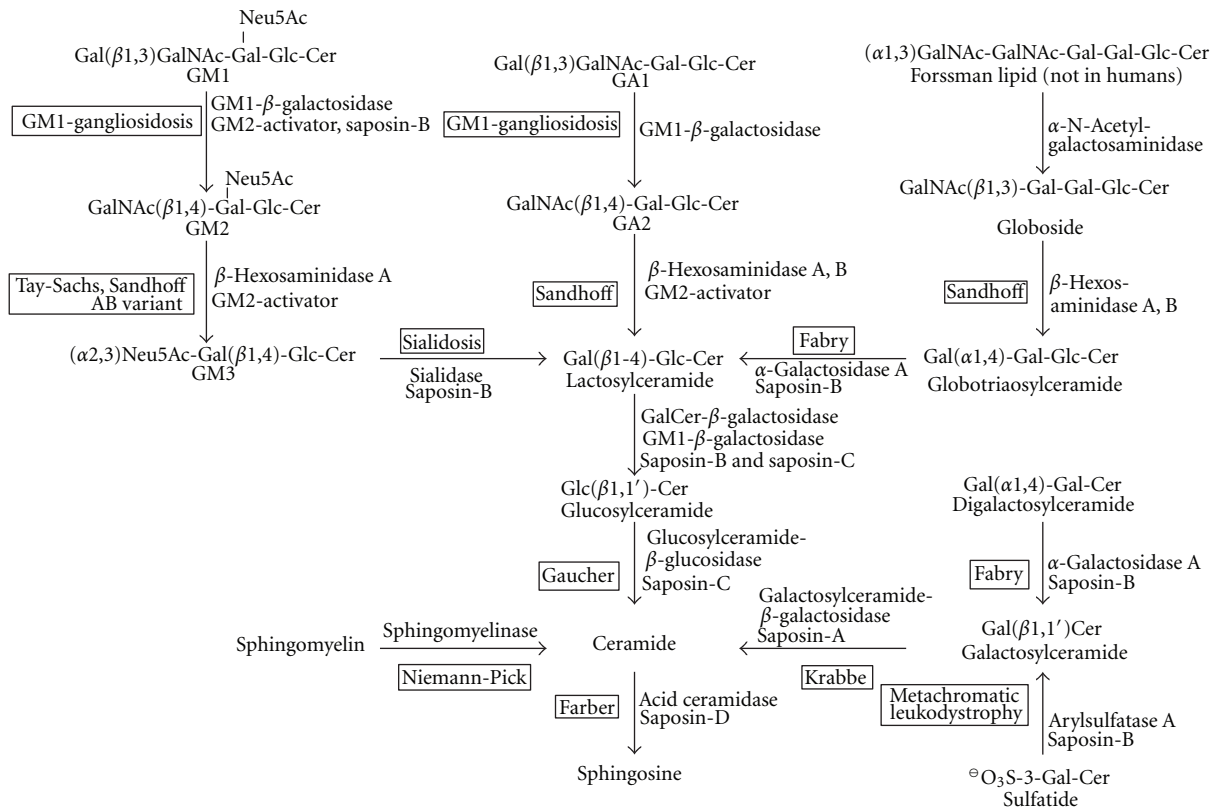 Neu5Ac
Gal(β1,3)GalNAc-Gal-Glc-Cer
GM1
GM1-β-galactosidase
GM2-activator, saposin-B
GM1-gangliosidosis
Neu5Ac
GalNAc(β1,4)-Gal-Glc-Cer
GM2
β-Hexosaminidase A
GM2-activator
Tay-Sachs, Sandhoff
AB variant
(α2,3)Neu5Ac-Gal(β1,4)-Glc-Cer
GM3
Sialidosis
Sialidase
Saposin-B
Gal(β1,3)GalNAc-Gal-Glc-Cer
GA1
GM1-gangliosidosis
GM1-β-galactosidase
GalNAc(β1,4)-Gal-Glc-Cer
GA2
Sandhoff
β-Hexosaminidase A, B
GM2-activator
Gal(β1-4)-Glc-Cer
Lactosylceramide
(α1,3)GalNAc-GalNAc-Gal-Gal-Glc-Cer
Forssman lipid (not in humans)
α-N-Acetyl-
galactosaminidase
GalNAc(β1,3)-Gal-Gal-Glc-Cer
Globoside
Sandhoff
β-Hexos-
aminidase A, B
Gal(α1,4)-Gal-Glc-Cer
Globotriaosylceramide
Fabry
α-Galactosidase A
Saposin-B
GalCer-β-galactosidase
GM1-β-galactosidase
Saposin-B and saposin-C
Glc(β1,1′)-Cer
Glucosylceramide
Glucosylceramide-
β-glucosidase
Saposin-C
Gaucher
Gal(α1,4)-Gal-Cer
Digalactosylceramide
Fabry
α-Galactosidase A
Saposin-B
Gal(β1,1′)Cer
Galactosylceramide
Galactosylceramide-
β-galactosidase
Saposin-A
Krabbe
Sphingomyelin
Sphingomyelinase
Niemann-Pick
Ceramide
Farber
Acid ceramidase
Saposin-D
Sphingosine
Metachromatic
leukodystrophy
Arylsulfatase A
Saposin-B
⊖O3S-3-Gal-Cer
Sulfatide